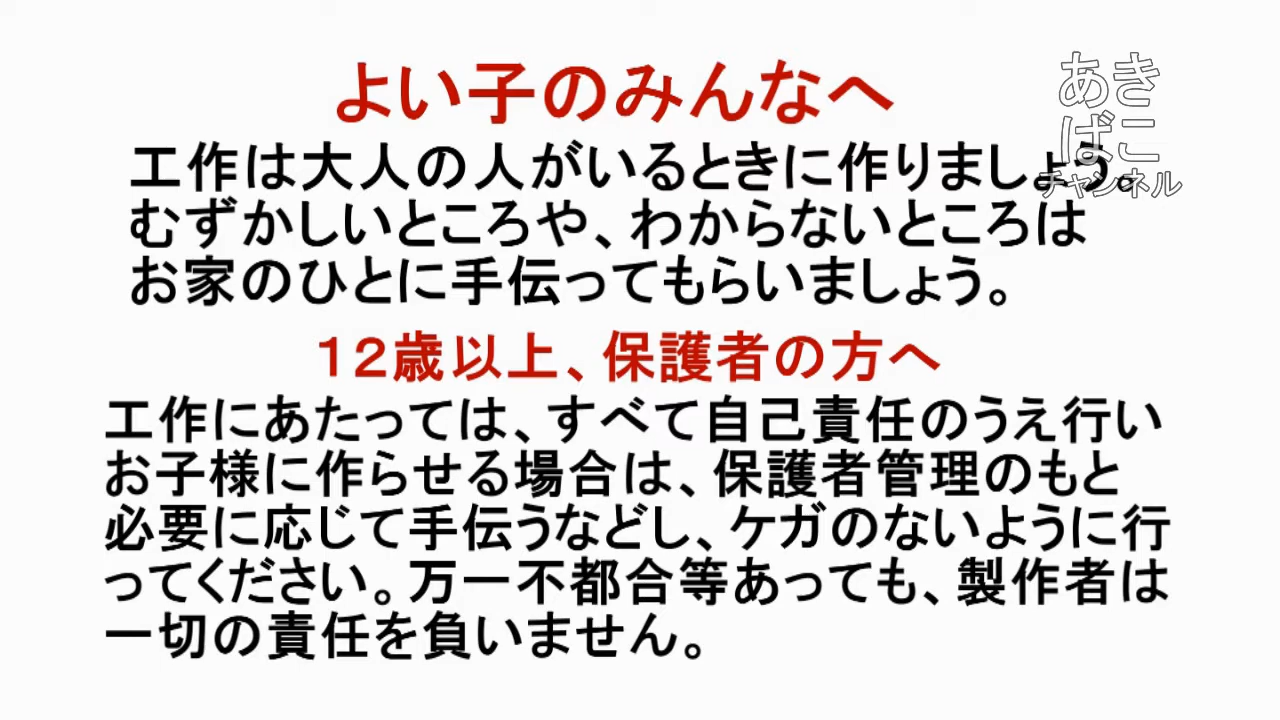 よい子のみんなへ
あき
ばこ
チャンネル
工作は大人の人がいるときに作りましょう。
むずかしいところや、わからないところは
お家のひとに手伝ってもらいましょう。
１２歳以上、保護者の方へ
工作にあたっては、すべて自己責任のうえ行い
お子様に作らせる場合は、保護者管理のもと
必要に応じて手伝うなどし、ケガのないように行
ってください。万一不都合等あっても、製作者は
一切の責任を負いません。